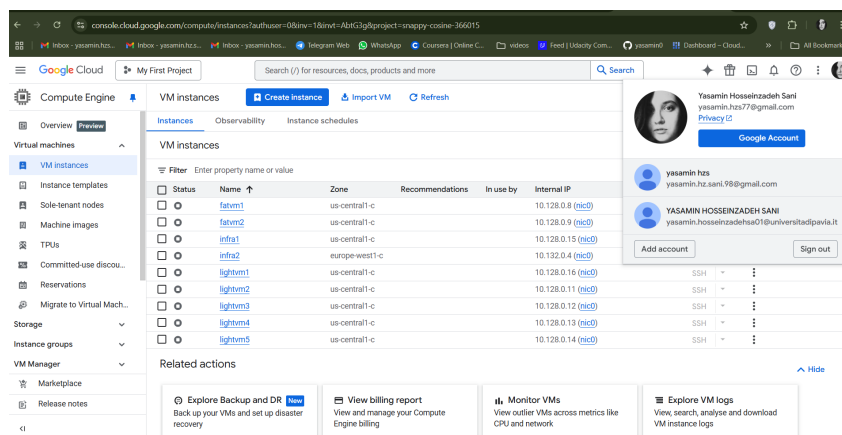 console.cloud.google.com/compute/instances?authuser=0&inv=1&invt=AbtG3g&project=snappy-cosine-366015
Inbox - yasamin.hzs... Inbox - yasamin.hz.s... Inbox - yasamin.hos... Telegram Web WhatsApp Coursera | Online C... videos Feed | Udacity Com... yasamin0 Dashboard – Cloud... » All Bookmark
Google Cloud My First Project Search (/) for resources, docs, products and more Search
Compute Engine VM instances Create instance Import VM Refresh
Yasamin Hosseinzadeh Sani
yasamin.hzs77@gmail.com
Privacy
Google Account
yasamin hzs
yasamin.hz.sani.98@gmail.com
YASAMIN HOSSEINZADEH SANI
yasamin.hosseinzadehsa01@universitadipavia.it
Add account Sign out
Overview Preview
Virtual machines
VM instances
Instance templates
Sole-tenant nodes
Machine images
TPUs
Committed-use discou...
Reservations
Migrate to Virtual Mach...
Storage
Instance groups
VM Manager
Marketplace
Release notes
Instances Observability Instance schedules
VM instances
Filter Enter property name or value
Status Name ↑ Zone Recommendations In use by Internal IP
fatvm1 us-central1-c 10.128.0.8 (nic0)
fatvm2 us-central1-c 10.128.0.9 (nic0)
infra1 us-central1-c 10.128.0.15 (nic0)
infra2 europe-west1-c 10.132.0.4 (nic0)
lightvm1 us-central1-c 10.128.0.16 (nic0) SSH
lightvm2 us-central1-c 10.128.0.11 (nic0) SSH
lightvm3 us-central1-c 10.128.0.12 (nic0) SSH
lightvm4 us-central1-c 10.128.0.13 (nic0) SSH
lightvm5 us-central1-c 10.128.0.14 (nic0) SSH
Related actions Hide
Explore Backup and DR New
Back up your VMs and set up disaster
recovery
View billing report
View and manage your Compute
Engine billing
Monitor VMs
View outlier VMs across metrics like
CPU and network
Explore VM logs
View, search, analyse and download
VM instance logs